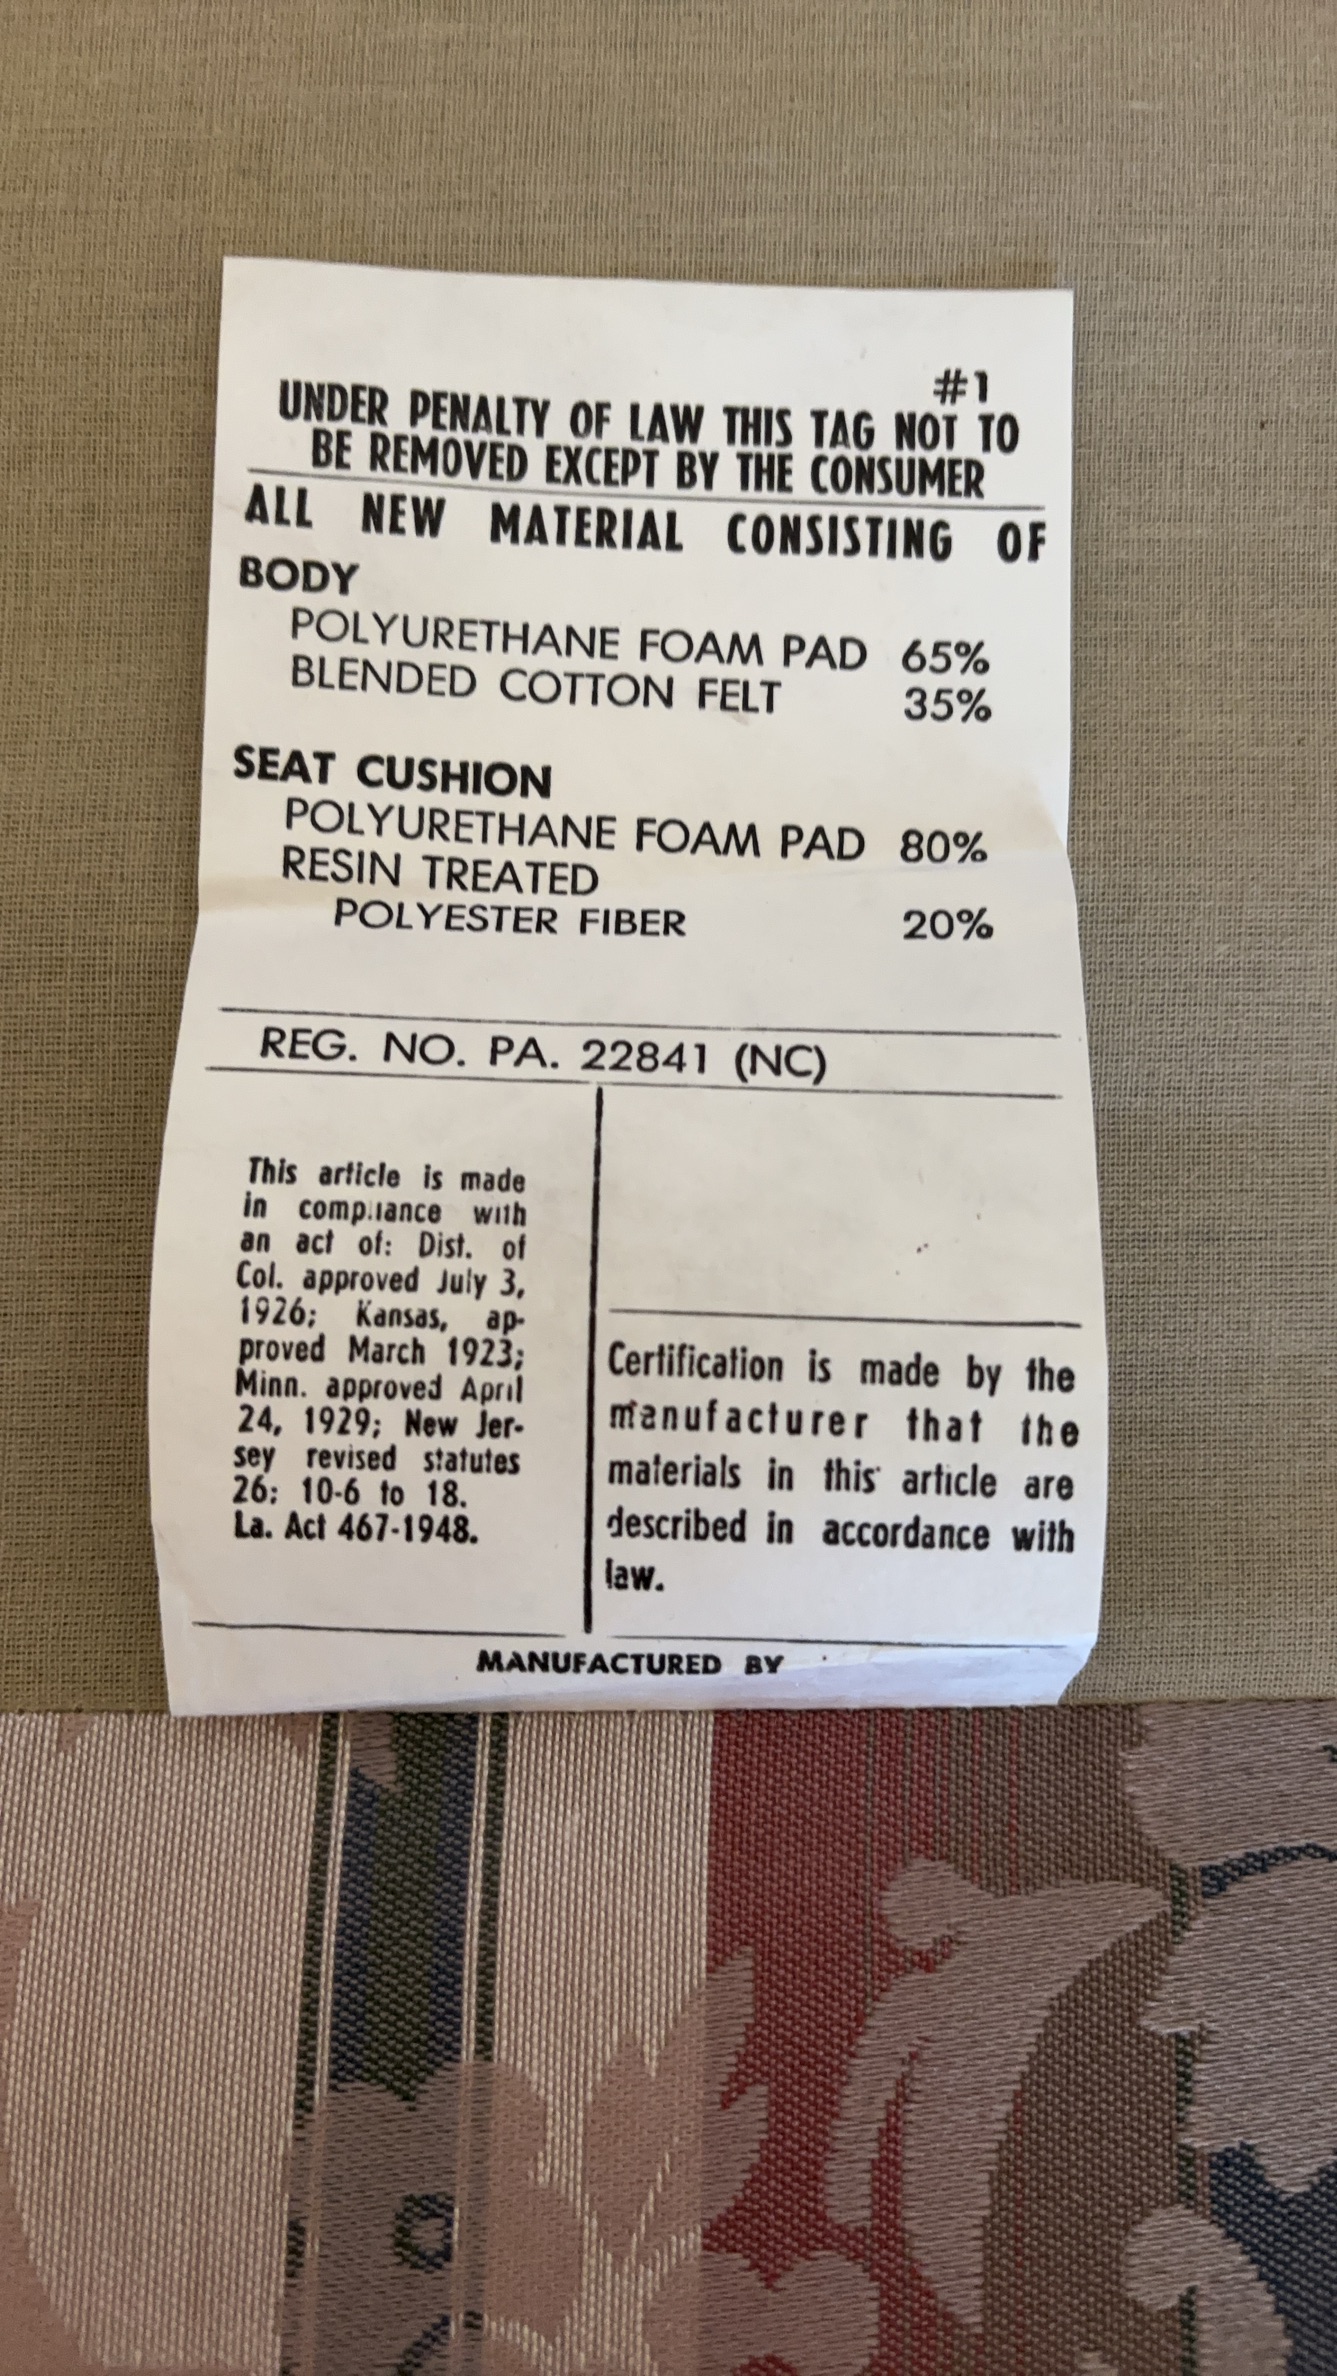 #1
UNDER PENALTY OF LAW THIS TAG NOT TO
BE REMOVED EXCEPT BY THE CONSUMER
ALL NEW MATERIAL CONSISTING OF
BODY
POLYURETHANE FOAM PAD 65%
BLENDED COTTON FELT 35%
SEAT CUSHION
POLYURETHANE FOAM PAD 80%
RESIN TREATED
POLYESTER FIBER 20%
REG. NO. PA. 22841 (NC)
This article is made
in compliance with
an act of: Dist. of
Col. approved July 3,
1926; Kansas, ap-
proved March 1923;
Minn. approved April
24, 1929; New Jer-
sey revised statutes
26: 10-6 to 18.
La. Act 467-1948.
Certification is made by the
manufacturer that the
materials in this article are
described in accordance with
law.
MANUFACTURED BY